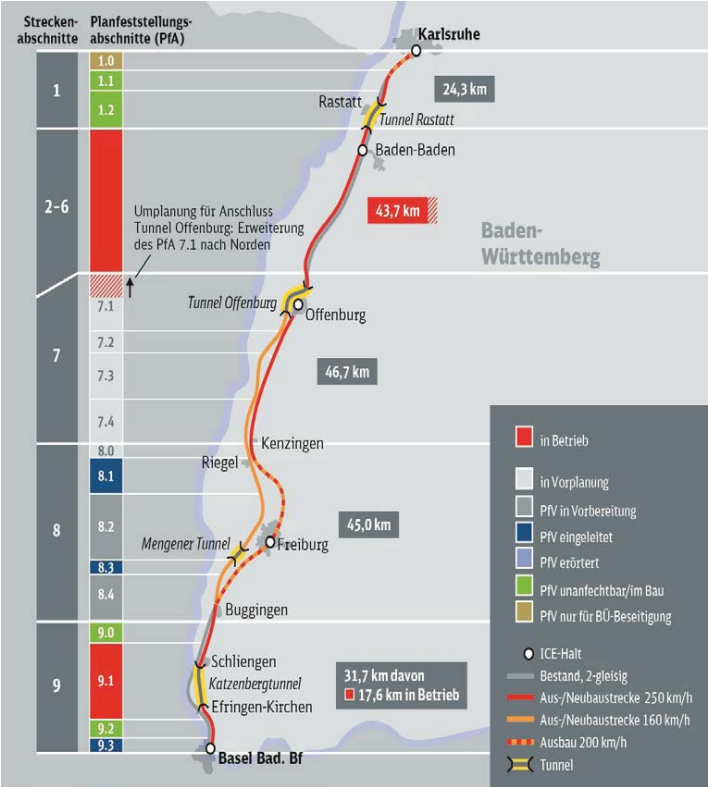 Strecken-
abschnitte
Planfeststellungs-
abschnitte (PfA)
Karlsruhe
1
1.0
1.1
1.2
24,3 km
Rastatt
Tunnel Rastatt
Baden-Baden
2-6
43,7 km
Umplanung für Anschluss
Tunnel Offenburg: Erweiterung
des PfA 7.1 nach Norden
Baden-
Württemberg
Tunnel Offenburg
Offenburg
7
7.1
7.2
7.3
7.4
46,7 km
Kenzingen
Riegel
8
8.0
8.1
8.2
8.3
8.4
45,0 km
Mengener Tunnel
Freiburg
Buggingen
9
9.0
9.1
9.2
9.3
Schliengen
Katzenbergtunnel
Efringen-Kirchen
31,7 km davon
17,6 km in Betrieb
Basel Bad. Bf
in Betrieb
in Vorplanung
PfV in Vorbereitung
PfV eingeleitet
PfV erörtert
PfV unanfechtbar/im Bau
PfV nur für BÜ-Beseitigung
ICE-Halt
Bestand, 2-gleisig
Aus-/Neubaustrecke 250 km/h
Aus-/Neubaustrecke 160 km/h
Ausbau 200 km/h
Tunnel